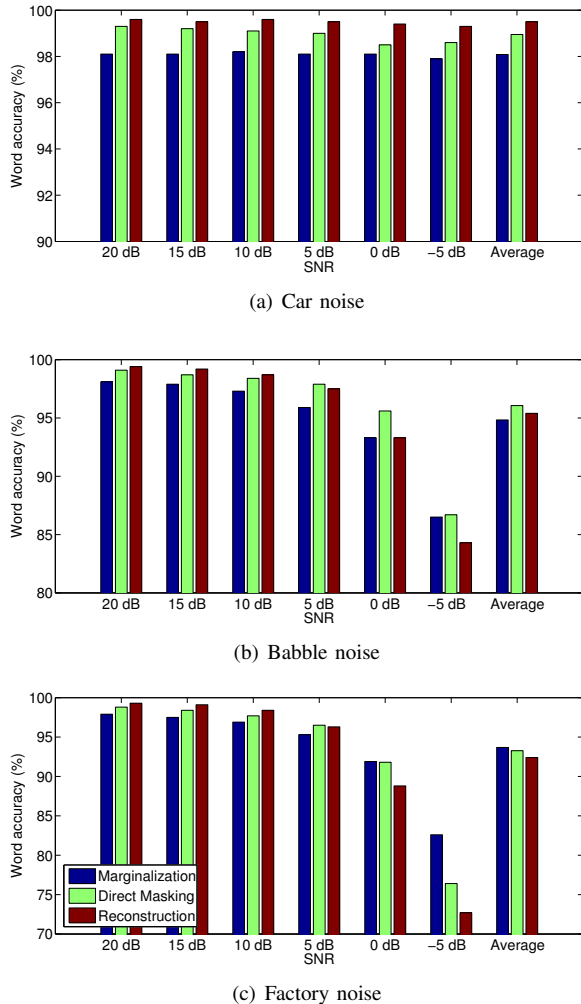 100
98
96
94
92
90
Word accuracy (%)
20 dB 15 dB 10 dB 5 dB 0 dB −5 dB Average
SNR
(a) Car noise
100
95
90
85
80
Word accuracy (%)
20 dB 15 dB 10 dB 5 dB 0 dB −5 dB Average
SNR
(b) Babble noise
100
95
90
85
80
75
70
Word accuracy (%)
Marginalization
Direct Masking
Reconstruction
20 dB 15 dB 10 dB 5 dB 0 dB −5 dB Average
SNR
(c) Factory noise